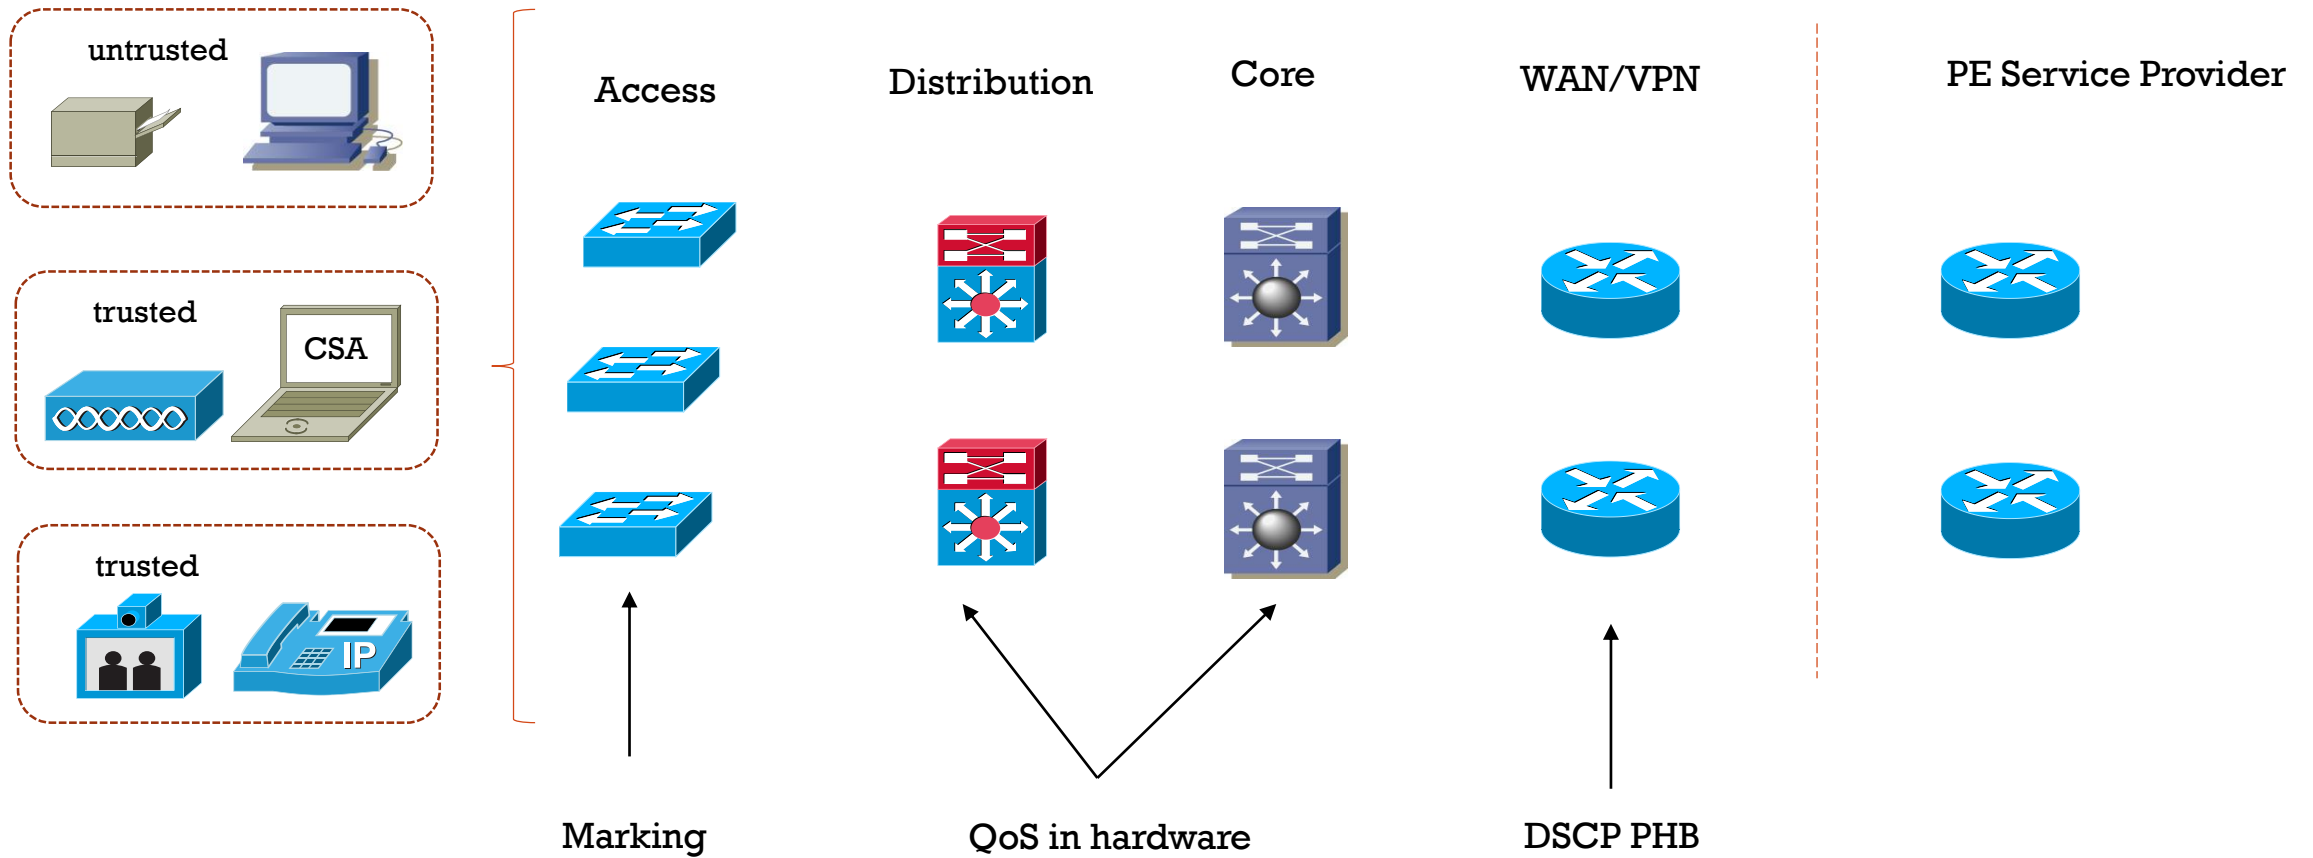 untrusted
Access
Distribution
Core
WAN/VPN
PE Service Provider
trusted
CSA
trusted
IP
Marking
QoS in hardware
DSCP PHB